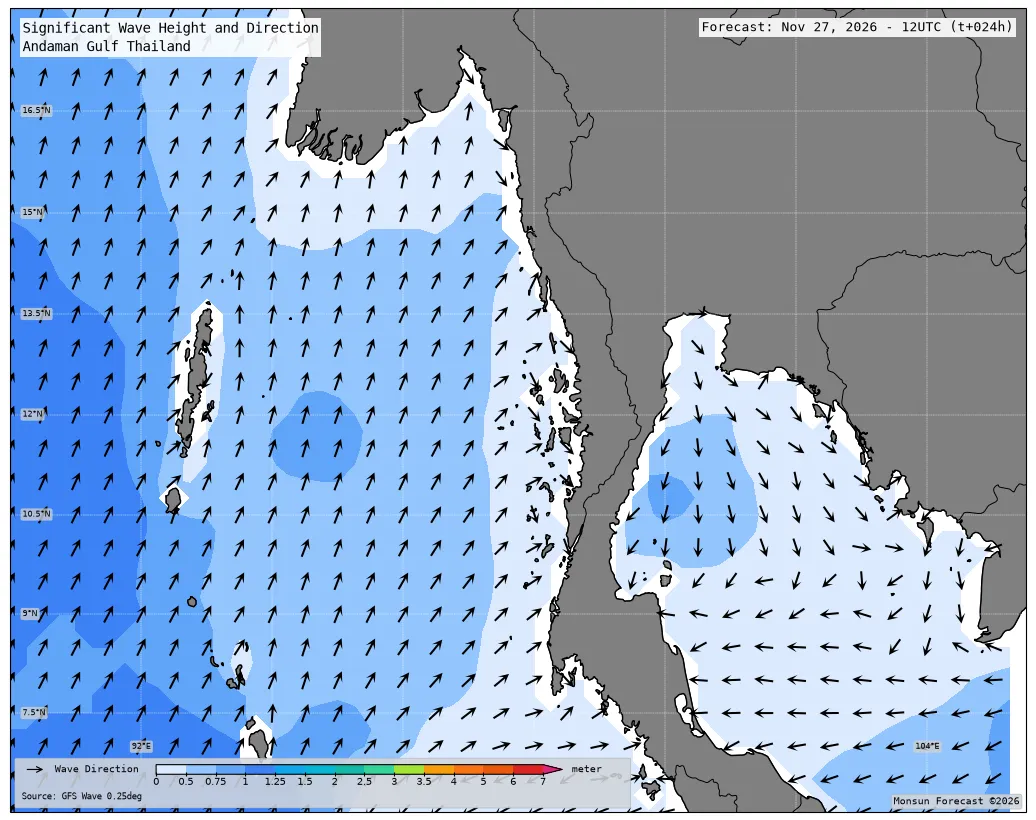 Significant Wave Height and Direction
Andaman Gulf Thailand
Forecast: Nov 27, 2026 - 12UTC (t+024h)
16.5°N
15°N
13.5°N
12°N
10.5°N
9°N
7.5°N
92°E
104°E
Wave Direction
0.5 0.75 1 1.25 1.5 2 2.5 3 3.5 4 5 6 7
meter
Source: GFS Wave 0.25deg
Monsun Forecast ©2026